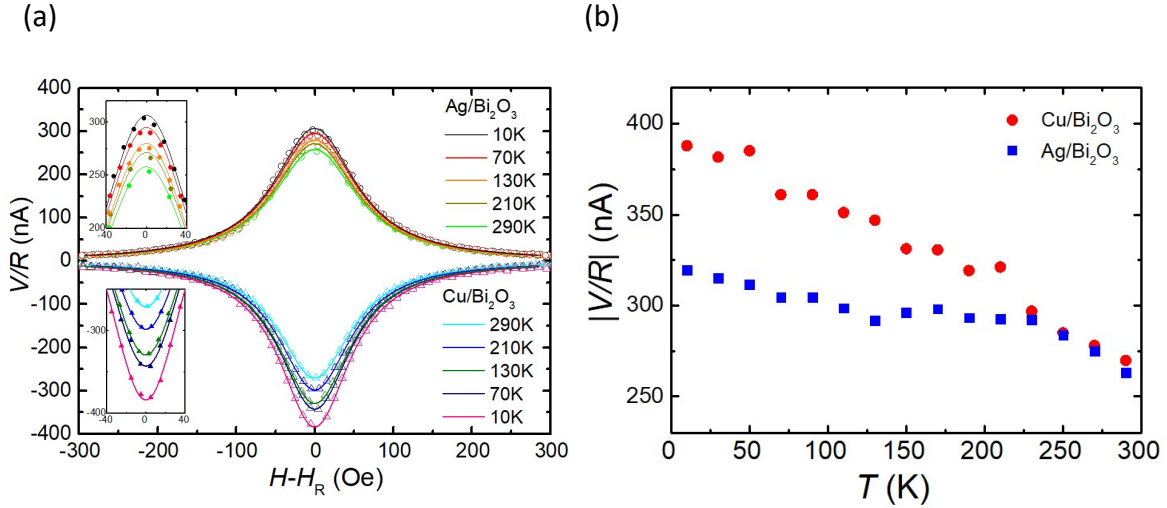 (a)
400
300
200
100
0
-100
-200
-300
-400
V/R (nA)
-300 -200 -100 0 100 200 300
H-H_R (Oe)
Ag/Bi₂O₃
10K
70K
130K
210K
290K
Cu/Bi₂O₃
290K
210K
130K
70K
10K
300
250
200
-40 0 40
-300
-400
-40 0 40
(b)
400
350
300
250
|V/R| (nA)
0 50 100 150 200 250 300
T (K)
Cu/Bi₂O₃
Ag/Bi₂O₃